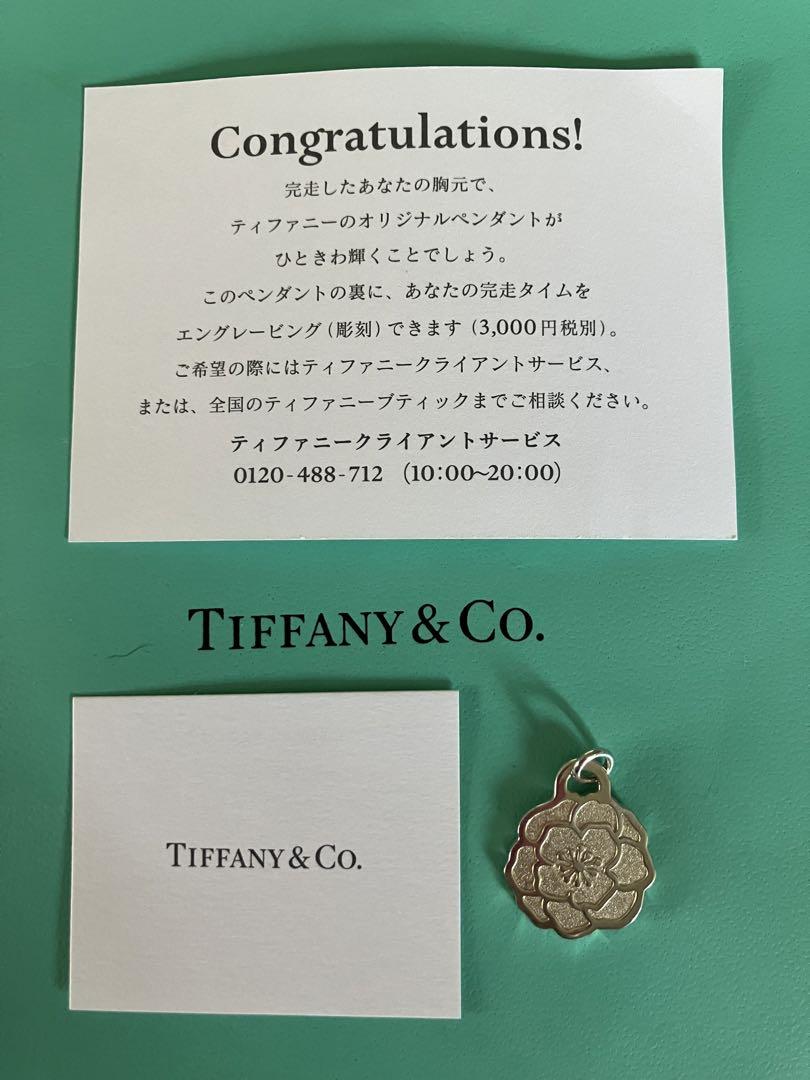 Congratulations!
完走したあなたの胸元で、
ティファニーのオリジナルペンダントが
ひときわ輝くことでしょう。
このペンダントの裏に、あなたの完走タイムを
エングレービング(彫刻)できます(3,000円税別)。
ご希望の際にはティファニークライアントサービス、
または、全国のティファニーブティックまでご相談ください。
ティファニークライアントサービス
0120-488-712 (10:00~20:00)
TIFFANY & CO.
TIFFANY & CO.